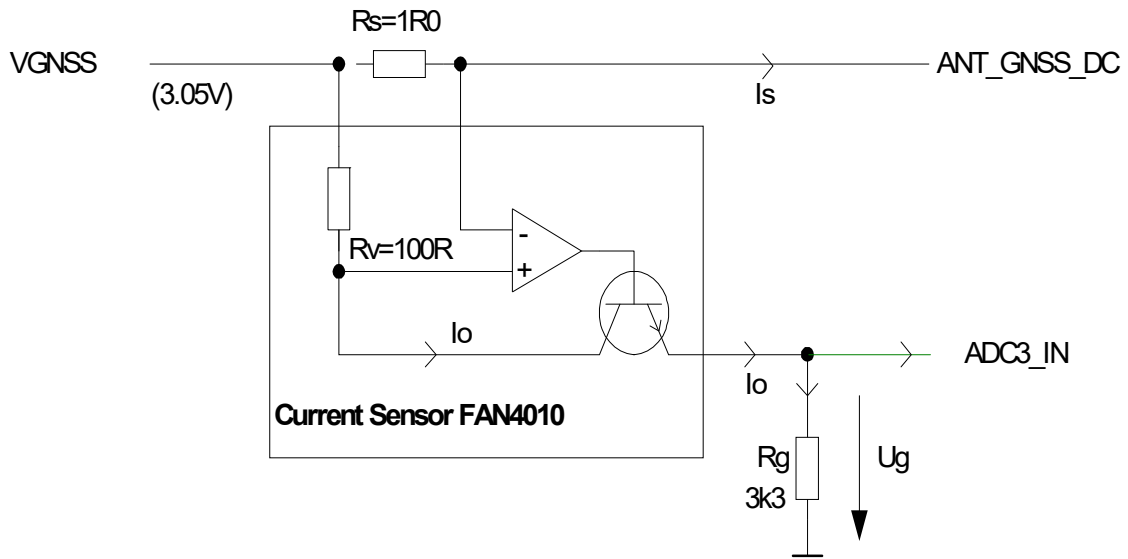 Rs=1R0
VGNSS
ANT_GNSS_DC
(3.05V)
Is
-
Rv=100R
+
Io
ADC3_IN
Io
Current Sensor FAN4010
Rg
Ug
3k3